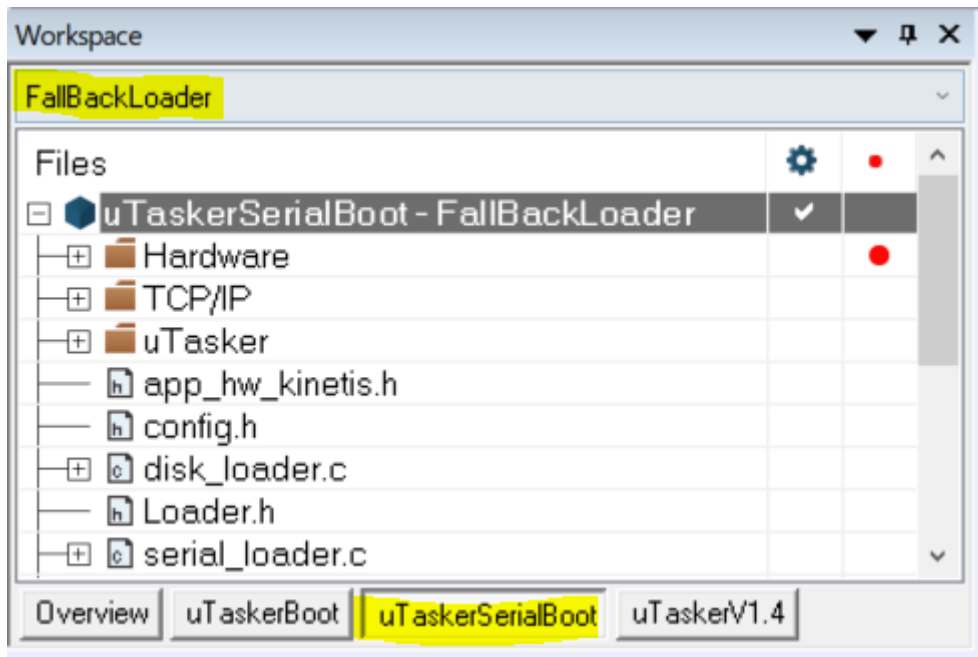 Workspace
FallBackLoader
Files
uTaskerSerialBoot - FallBackLoader
Hardware
TCP/IP
uTasker
app_hw_kinetis.h
config.h
disk_loader.c
Loader.h
serial_loader.c
Overview uTaskerBoot uTaskerSerialBoot uTaskerV1.4